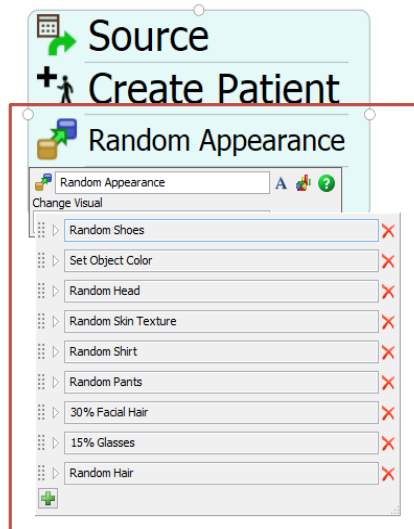 Source
Create Patient
Random Appearance
Random Appearance A ?
Change Visual
Random Shoes
Set Object Color
Random Head
Random Skin Texture
Random Shirt
Random Pants
30% Facial Hair
15% Glasses
Random Hair